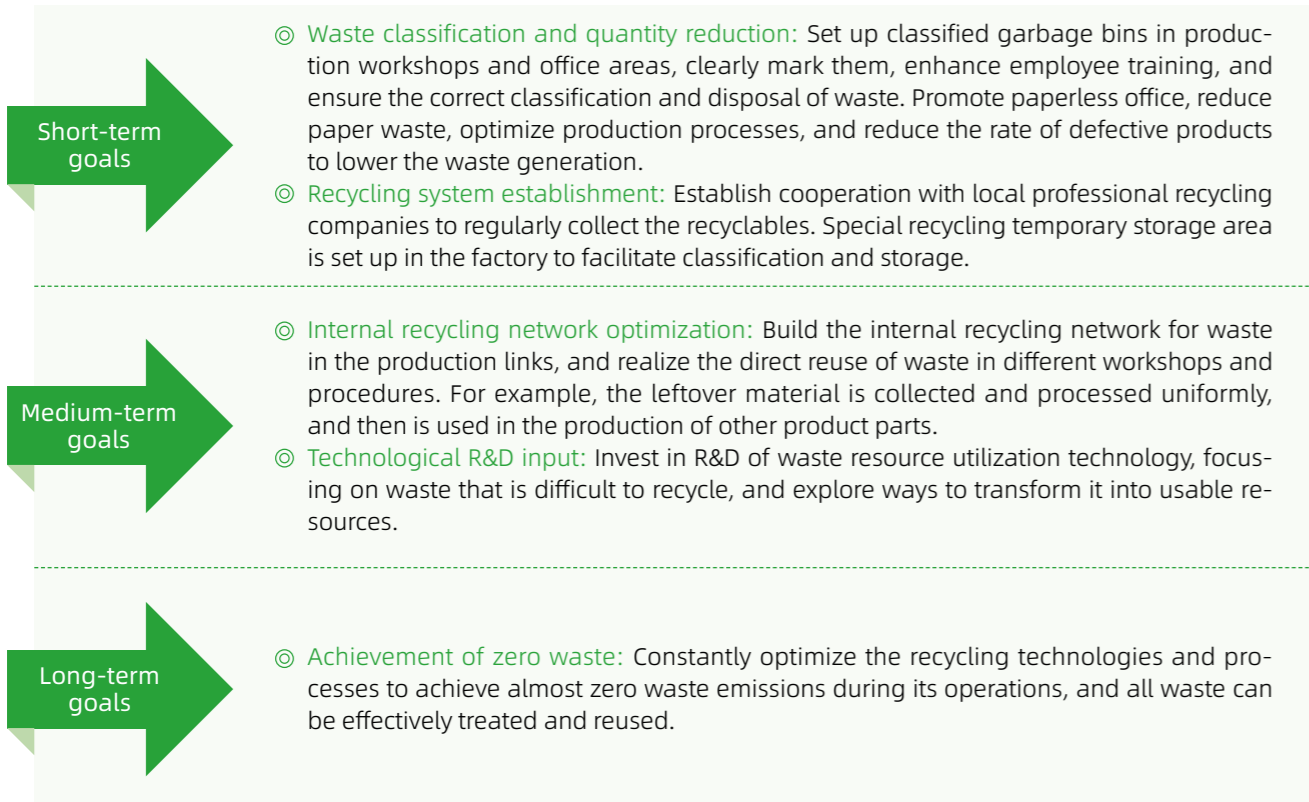 Short-term
goals
◎ Waste classification and quantity reduction: Set up classified garbage bins in produc-
tion workshops and office areas, clearly mark them, enhance employee training, and
ensure the correct classification and disposal of waste. Promote paperless office, reduce
paper waste, optimize production processes, and reduce the rate of defective products
to lower the waste generation.
◎ Recycling system establishment: Establish cooperation with local professional recycling
companies to regularly collect the recyclables. Special recycling temporary storage area
is set up in the factory to facilitate classification and storage.
Medium-term
goals
◎ Internal recycling network optimization: Build the internal recycling network for waste
in the production links, and realize the direct reuse of waste in different workshops and
procedures. For example, the leftover material is collected and processed uniformly,
and then is used in the production of other product parts.
◎ Technological R&D input: Invest in R&D of waste resource utilization technology, focus-
ing on waste that is difficult to recycle, and explore ways to transform it into usable re-
sources.
Long-term
goals
◎ Achievement of zero waste: Constantly optimize the recycling technologies and pro-
cesses to achieve almost zero waste emissions during its operations, and all waste can
be effectively treated and reused.